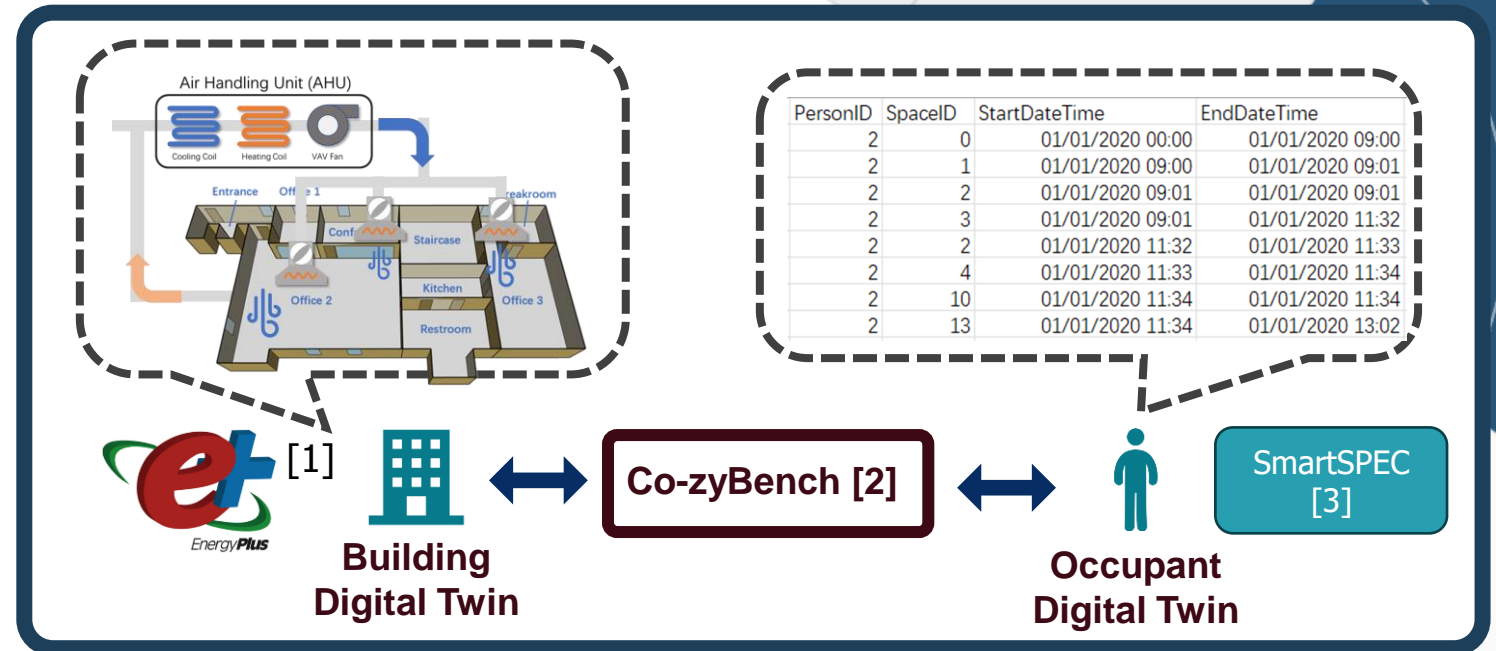 Air Handling Unit (AHU)
Cooling Coil Heating Coil VAV Fan
Entrance
Office 1
Breakroom
Conf
Staircase
Office 2
Kitchen
Office 3
Restroom
PersonID SpaceID StartDateTime EndDateTime
2 0 01/01/2020 00:00 01/01/2020 09:00
2 1 01/01/2020 09:00 01/01/2020 09:01
2 2 01/01/2020 09:01 01/01/2020 09:01
2 3 01/01/2020 09:01 01/01/2020 11:32
2 2 01/01/2020 11:32 01/01/2020 11:33
2 4 01/01/2020 11:33 01/01/2020 11:34
2 10 01/01/2020 11:34 01/01/2020 11:34
2 13 01/01/2020 11:34 01/01/2020 13:02
e+ [1]
EnergyPlus
Building
Digital Twin
Co-zyBench [2]
Occupant
Digital Twin
SmartSPEC
[3]